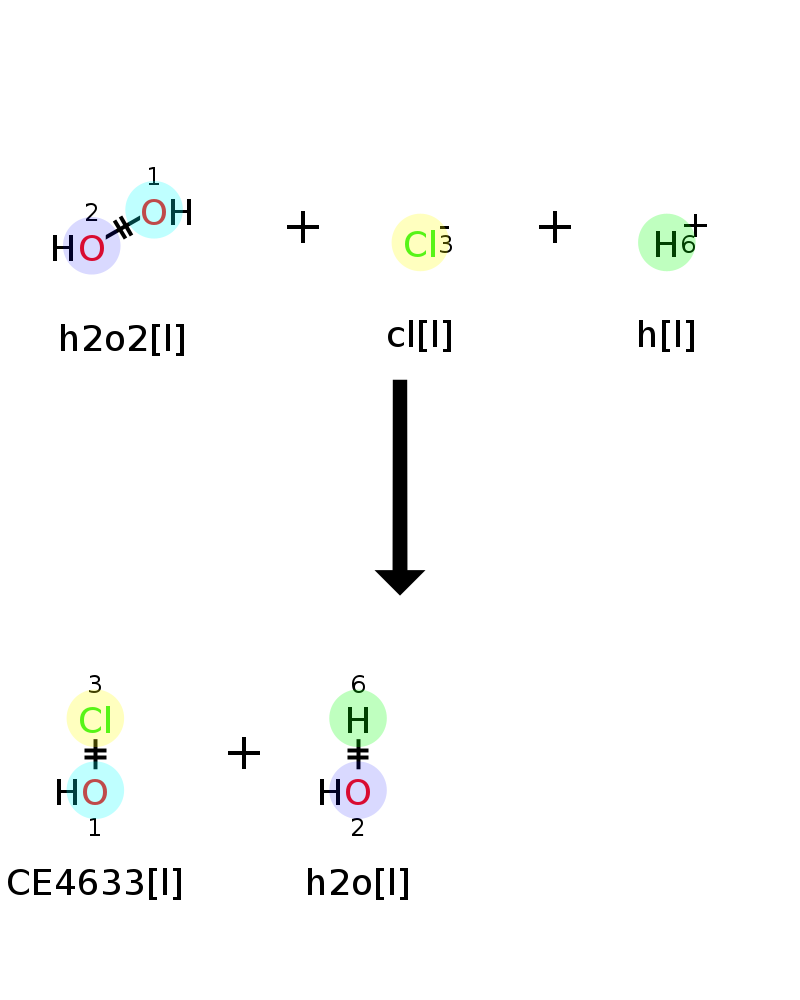 1
2
HO OH + Cl - 3 + H 6 +
h2o2[l] cl[l] h[l]
3 6
Cl H
+
HO HO
1 2
CE4633[l] h2o[l]